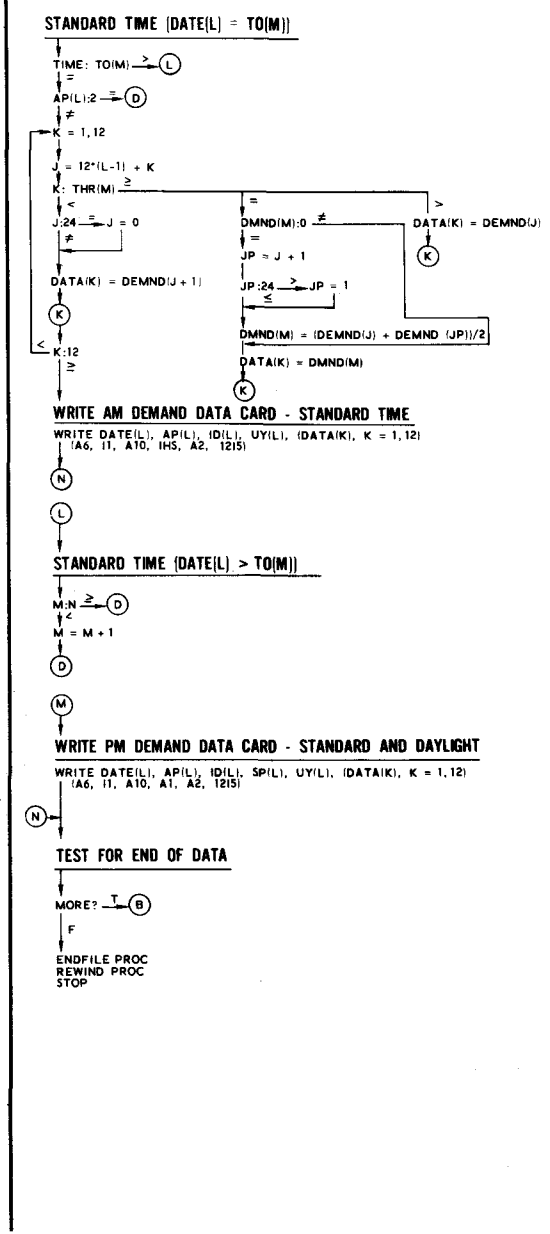 STANDARD TIME (DATE(L) = TO(M))
TIME: TO(M) > L
=
AP(L):2 = D
≠
K = 1,12
J = 12*(L-1) + K
K: THR(M) ≥
< = >
J:24 = J = 0 DMND(M):0 ≠ DATA(K) = DEMND(J)
≠ = K
JP = J + 1
DATA(K) = DEMND(J + 1) JP:24 > JP = 1
K ≤
< K:12 DMND(M) = (DEMND(J) + DEMND (JP))/2
≥ DATA(K) = DMND(M)
K
WRITE AM DEMAND DATA CARD - STANDARD TIME
WRITE DATE(L), AP(L), ID(L), UY(L), (DATA(K), K = 1,12)
(A6, I1, A10, IHS, A2, 12I5)
N
L
STANDARD TIME (DATE(L) > TO(M))
M:N ≥ D
<
M = M + 1
D
M
WRITE PM DEMAND DATA CARD - STANDARD AND DAYLIGHT
WRITE DATE(L), AP(L), ID(L), SP(L), UY(L), (DATA(K), K = 1,12)
(A6, I1, A10, A1, A2, 12I5)
N
TEST FOR END OF DATA
MORE? T B
F
ENDFILE PROC
REWIND PROC
STOP